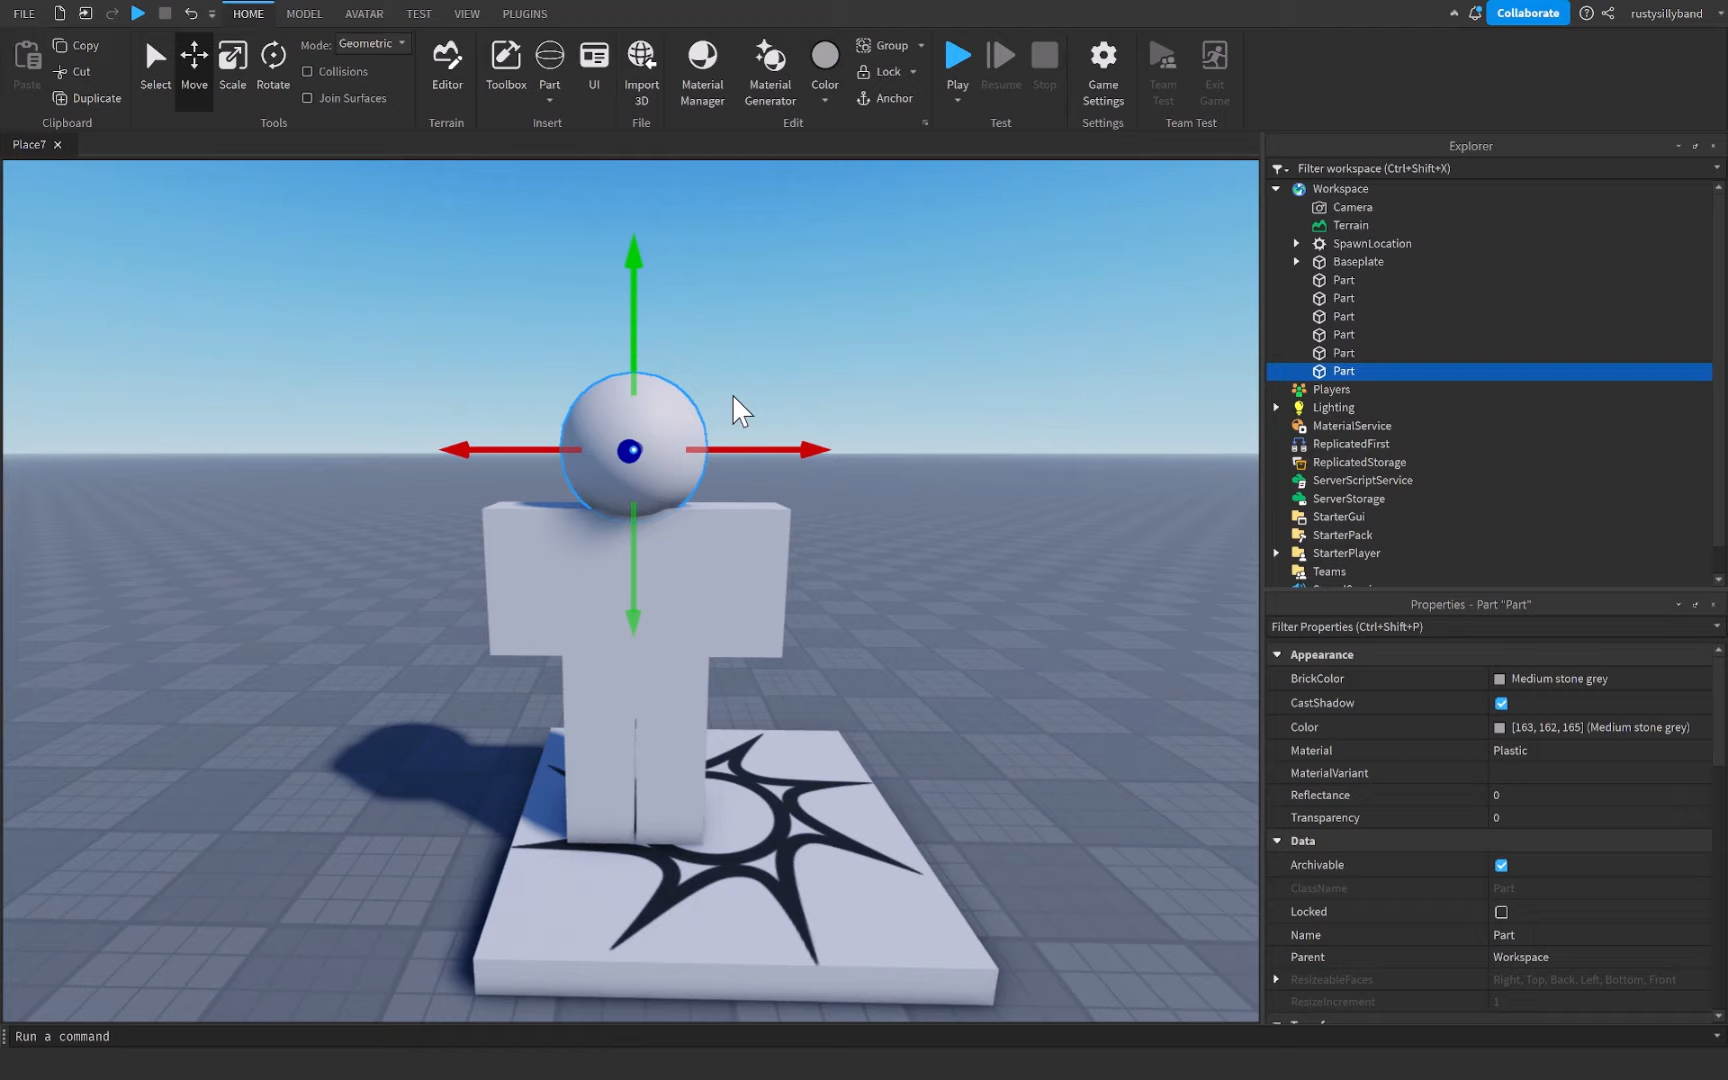 FILE HOME MODEL AVATAR TEST VIEW PLUGINS Collaborate rustysillyband
Paste Copy Cut Duplicate Clipboard
Select Move Scale Rotate Mode: Geometric Collisions Join Surfaces Tools
Editor Terrain
Toolbox Part UI Insert
Import 3D File
Material Manager Material Generator Color Group Lock Anchor Edit
Play Resume Stop Test
Game Settings Settings
Team Test Exit Game Team Test
Place7
Explorer
Filter workspace (Ctrl+Shift+X)
Workspace
Camera
Terrain
SpawnLocation
Baseplate
Part
Part
Part
Part
Part
Part
Players
Lighting
MaterialService
ReplicatedFirst
ReplicatedStorage
ServerScriptService
ServerStorage
StarterGui
StarterPack
StarterPlayer
Teams
Properties - Part "Part"
Filter Properties (Ctrl+Shift+P)
Appearance
BrickColor Medium stone grey
CastShadow
Color [163, 162, 165] (Medium stone grey)
Material Plastic
MaterialVariant
Reflectance 0
Transparency 0
Data
Archivable
ClassName Part
Locked
Name Part
Parent Workspace
ResizeableFaces Right, Top, Back, Left, Bottom, Front
ResizeIncrement 1
Run a command